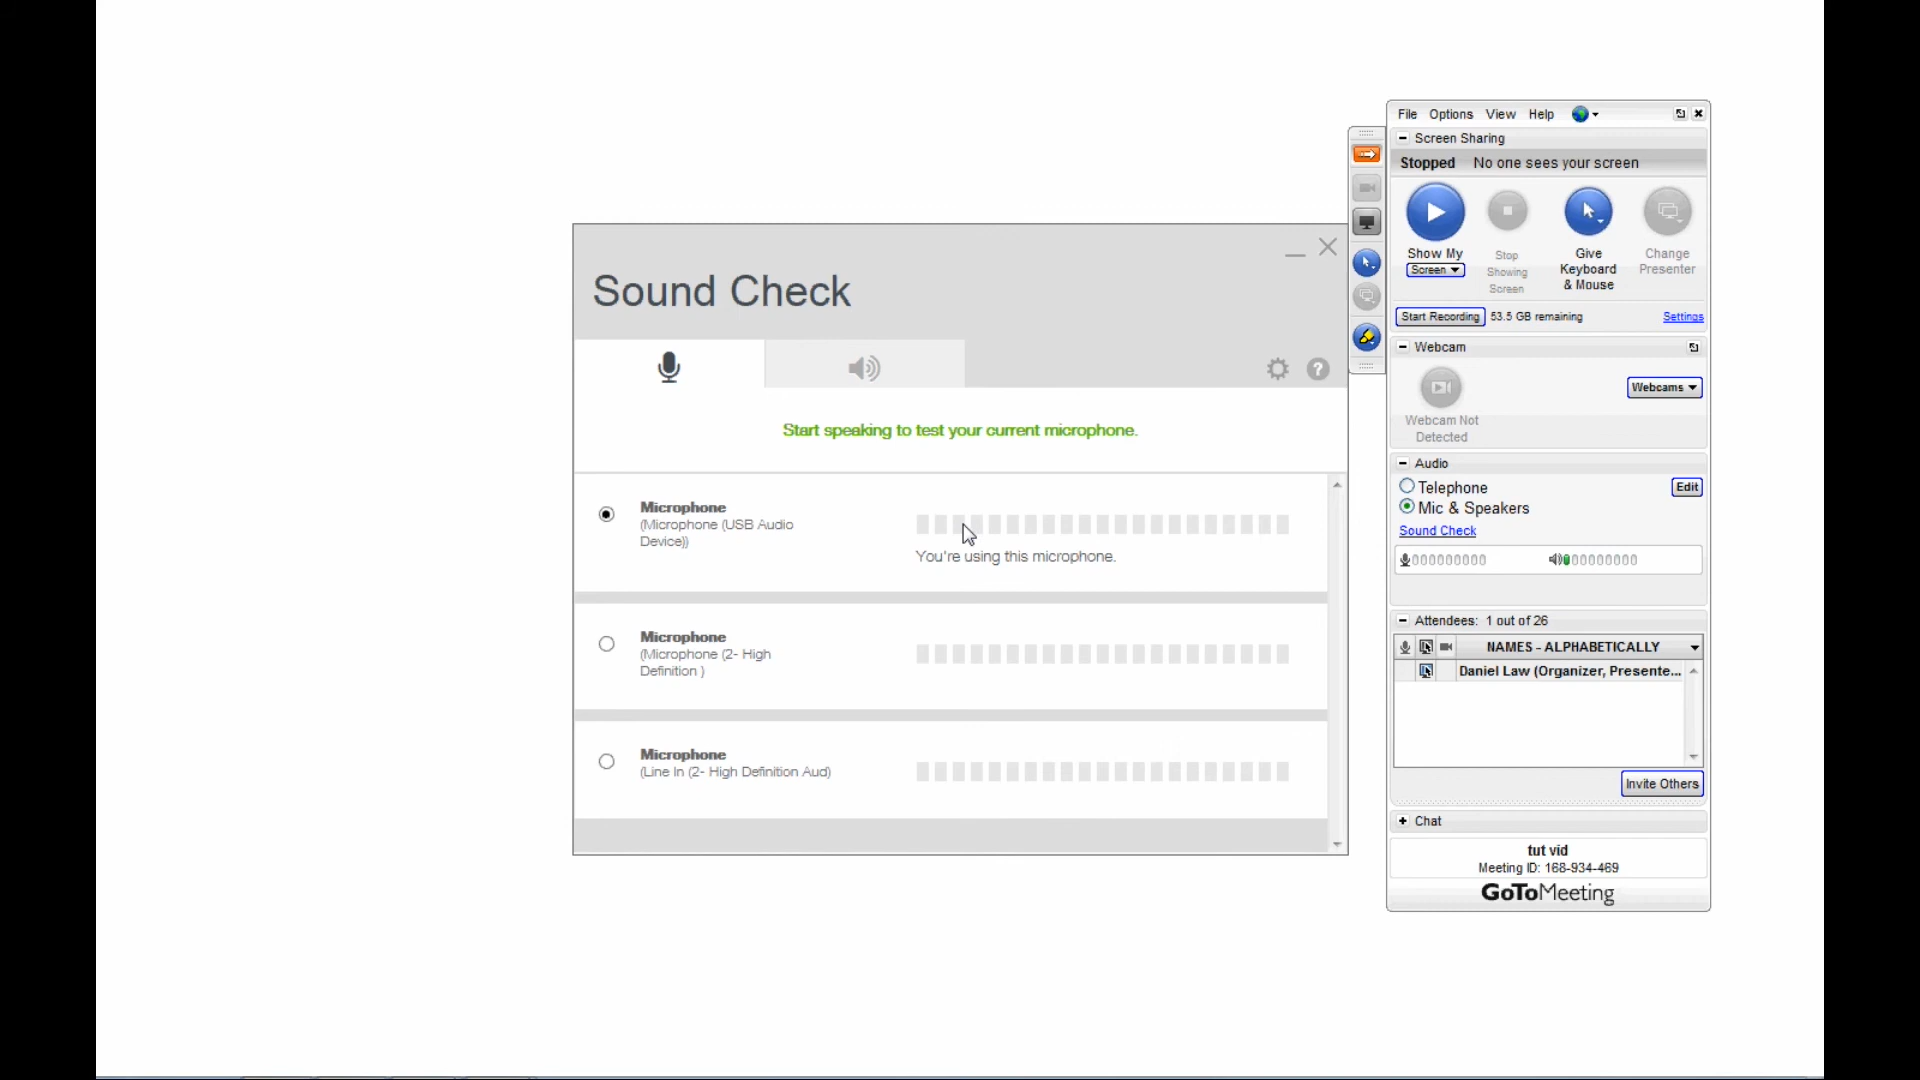 Sound Check
Start speaking to test your current microphone.
Microphone
(Microphone (USB Audio
Device))
You're using this microphone.
Microphone
(Microphone (2- High
Definition )
Microphone
(Line In (2- High Definition Aud)
File Options View Help
Screen Sharing
Stopped No one sees your screen
Show My
Screen
Stop
Showing
Screen
Give
Keyboard
& Mouse
Change
Presenter
Start Recording 53.5 GB remaining Settings
Webcam
Webcams
Webcam Not
Detected
Audio
Telephone Edit
Mic & Speakers
Sound Check
Attendees: 1 out of 26
NAMES - ALPHABETICALLY
Daniel Law (Organizer, Presente...
Invite Others
Chat
tut vid
Meeting ID: 168-934-469
GoToMeeting